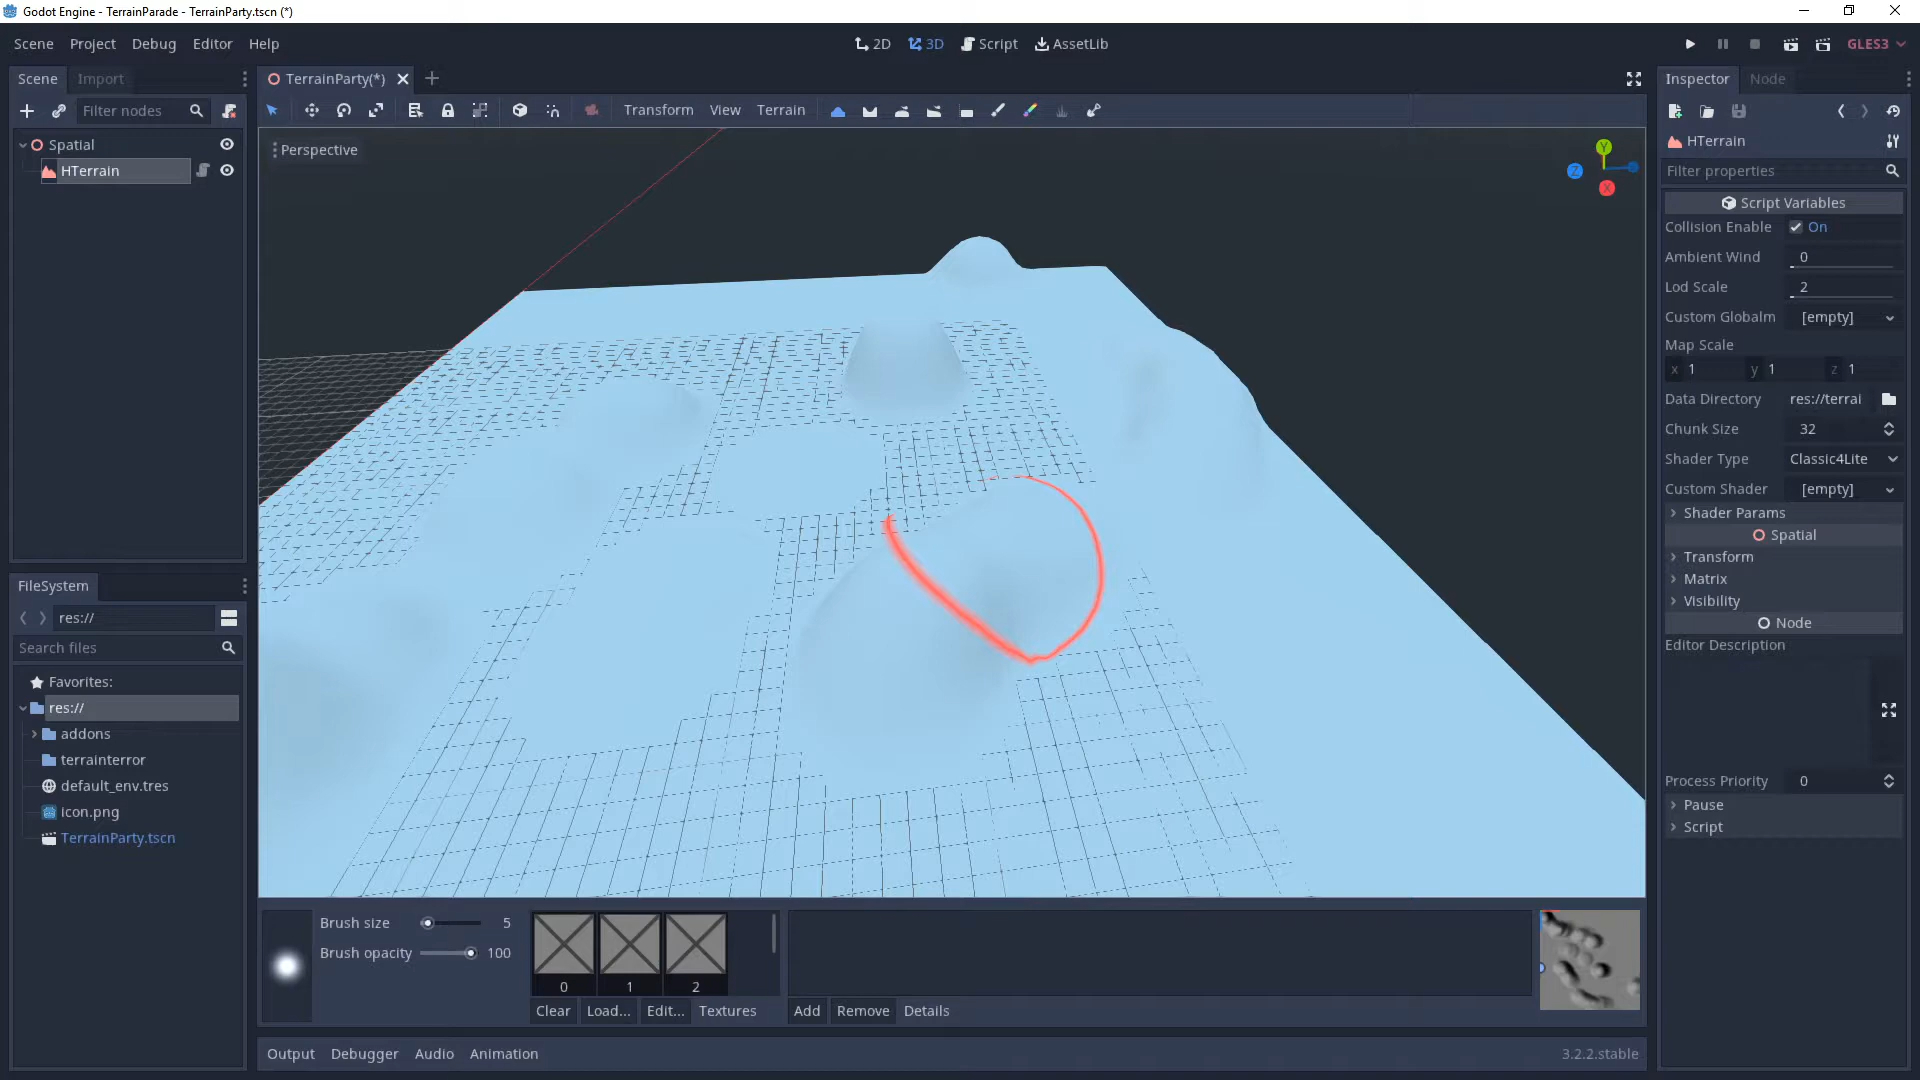 Godot Engine - TerrainParade - TerrainParty.tscn (*)
Scene Project Debug Editor Help
2D 3D Script AssetLib
GLES3
Scene Import
TerrainParty(*)
Inspector Node
Filter nodes
Transform View Terrain
Spatial
HTerrain
Perspective
Y
Z
X
HTerrain
Filter properties
Script Variables
Collision Enable On
Ambient Wind 0
Lod Scale 2
Custom Globalm [empty]
Map Scale
x 1 y 1 z 1
Data Directory res://terrai
Chunk Size 32
Shader Type Classic4Lite
Custom Shader [empty]
Shader Params
Spatial
Transform
Matrix
Visibility
Node
Editor Description
Process Priority 0
Pause
Script
FileSystem
res://
Search files
Favorites:
res://
addons
terrainterror
default_env.tres
icon.png
TerrainParty.tscn
Brush size 5
Brush opacity 100
0 1 2
Clear Load... Edit... Textures
Add Remove Details
Output Debugger Audio Animation
3.2.2.stable